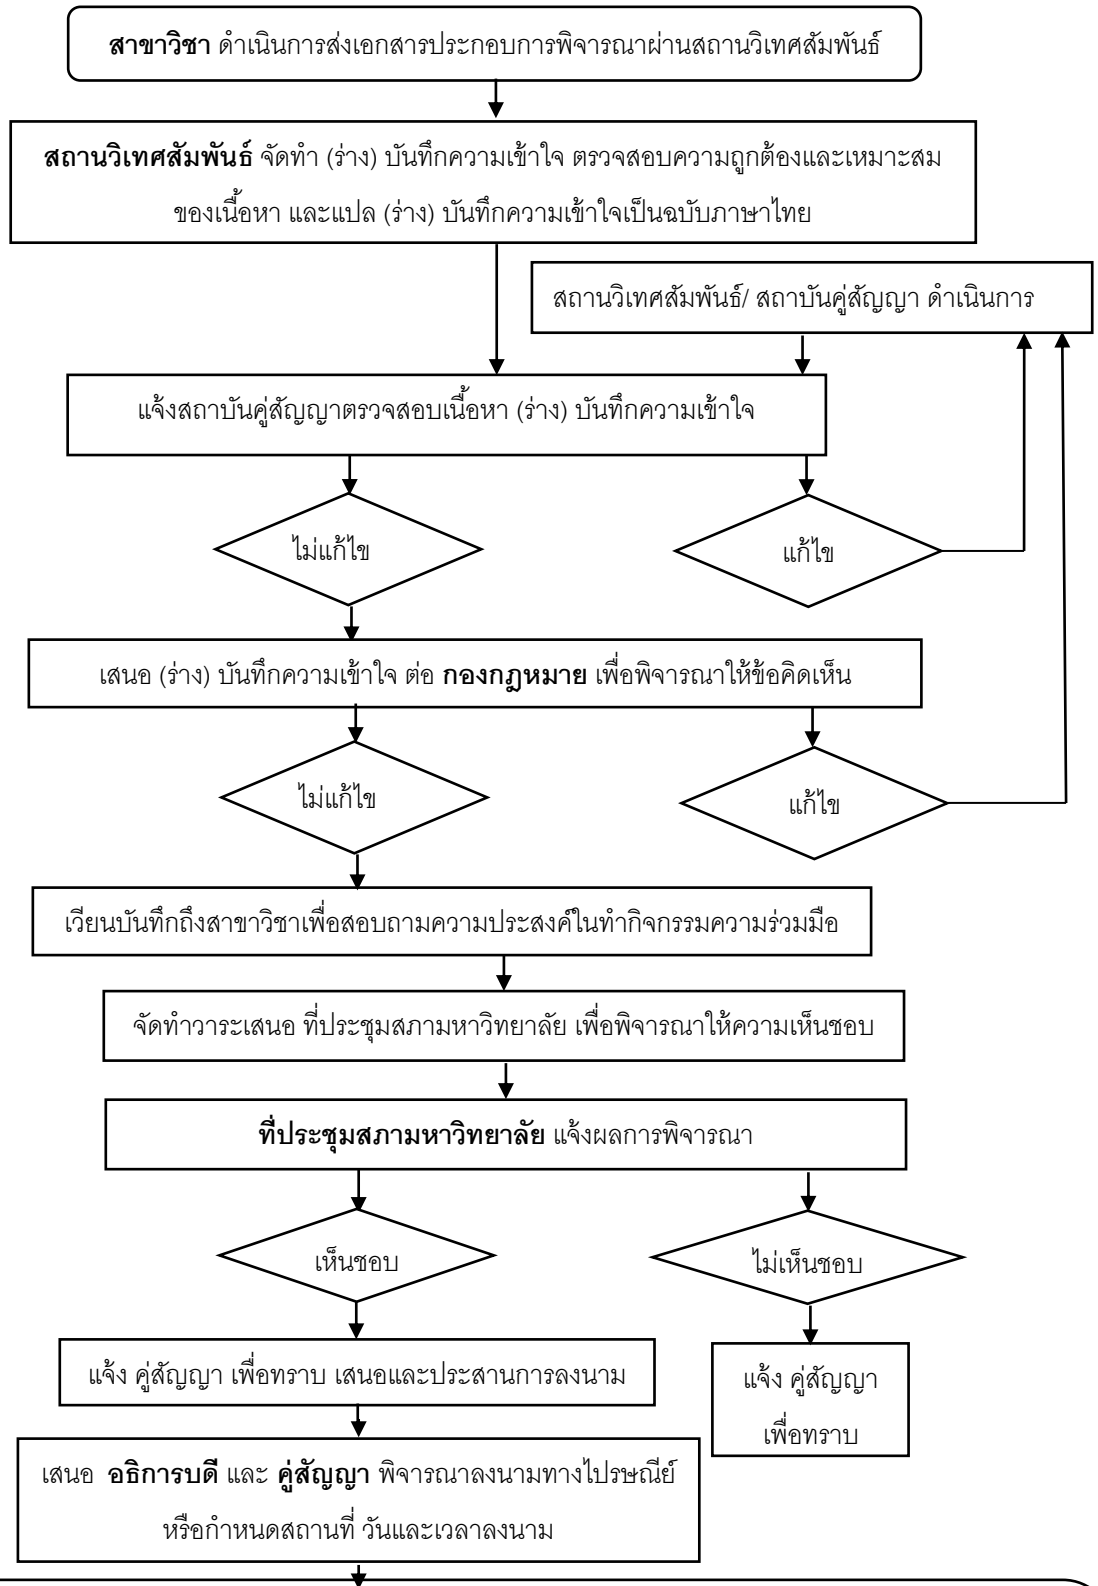 สาขาวิชา ดำเนินการส่งเอกสารประกอบการพิจารณาผ่านสถานวิเทศสัมพันธ์
สถานวิเทศสัมพันธ์ จัดทำ (ร่าง) บันทึกความเข้าใจ ตรวจสอบความถูกต้องและเหมาะสม
ของเนื้อหา และแปล (ร่าง) บันทึกความเข้าใจเป็นฉบับภาษาไทย
สถานวิเทศสัมพันธ์/ สถาบันคู่สัญญา ดำเนินการ
แจ้งสถาบันคู่สัญญาตรวจสอบเนื้อหา (ร่าง) บันทึกความเข้าใจ
ไม่แก้ไข
แก้ไข
เสนอ (ร่าง) บันทึกความเข้าใจ ต่อ กองกฎหมาย เพื่อพิจารณาให้ข้อคิดเห็น
ไม่แก้ไข
แก้ไข
เวียนบันทึกถึงสาขาวิชาเพื่อสอบถามความประสงค์ในทำกิจกรรมความร่วมมือ
จัดทำวาระเสนอ ที่ประชุมสภามหาวิทยาลัย เพื่อพิจารณาให้ความเห็นชอบ
ที่ประชุมสภามหาวิทยาลัย แจ้งผลการพิจารณา
เห็นชอบ
ไม่เห็นชอบ
แจ้ง คู่สัญญา เพื่อทราบ เสนอและประสานการลงนาม
แจ้ง คู่สัญญา
เพื่อทราบ
เสนอ อธิการบดี และ คู่สัญญา พิจารณาลงนามทางไปรษณีย์
หรือกำหนดสถานที่ วันและเวลาลงนาม